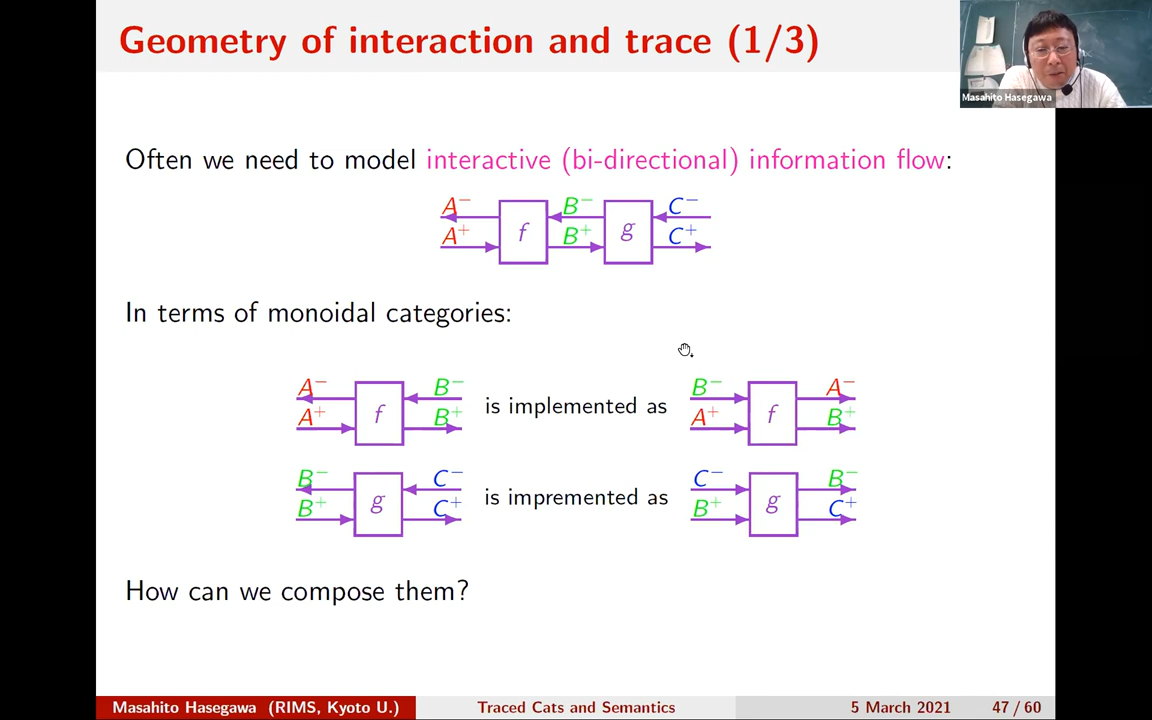 Geometry of interaction and trace (1/3)
Masahito Hasegawa
Often we need to model interactive (bi-directional) information flow:
A⁻ B⁻ C⁻
f g
A⁺ B⁺ C⁺
In terms of monoidal categories:
A⁻ B⁻ B⁻ A⁻
f is implemented as f
A⁺ B⁺ A⁺ B⁺
B⁻ C⁻ C⁻ B⁻
g is impremented as g
B⁺ C⁺ B⁺ C⁺
How can we compose them?
Masahito Hasegawa (RIMS, Kyoto U.) Traced Cats and Semantics 5 March 2021 47 / 60